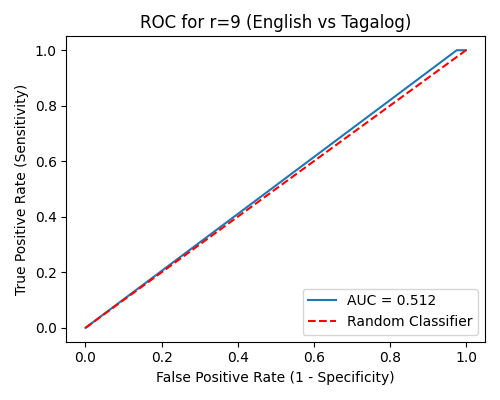 ROC for r=9 (English vs Tagalog)
True Positive Rate (Sensitivity)
1.0
0.8
0.6
0.4
0.2
0.0
0.0 0.2 0.4 0.6 0.8 1.0
False Positive Rate (1 - Specificity)
AUC = 0.512
Random Classifier